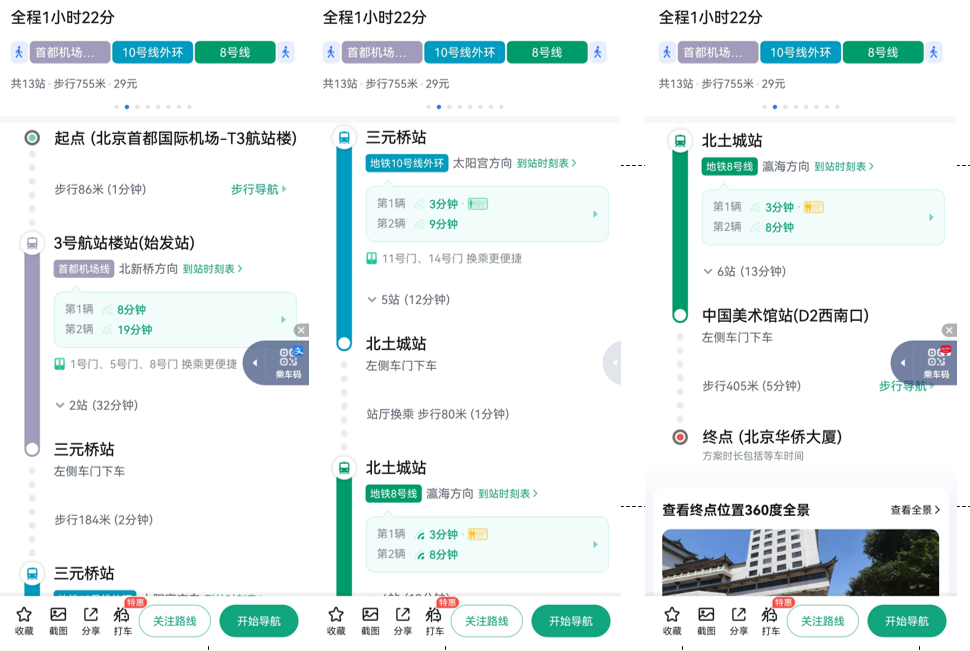 全程1小时22分
首都机场… 10号线外环 8号线
共13站 · 步行755米 · 29元
起点 (北京首都国际机场-T3航站楼)
步行86米 (1分钟) 步行导航
3号航站楼站(始发站)
首都机场线 北新桥方向 到站时刻表
第1辆 8分钟
第2辆 19分钟
1号门、5号门、8号门 换乘更便捷
乘车码
2站 (32分钟)
三元桥站
左侧车门下车
步行184米 (2分钟)
三元桥站
特惠
收藏 截图 分享 打车 关注路线 开始导航
全程1小时22分
首都机场… 10号线外环 8号线
共13站 · 步行755米 · 29元
三元桥站
地铁10号线外环 太阳宫方向 到站时刻表
第1辆 3分钟
第2辆 9分钟
11号门、14号门 换乘更便捷
5站 (12分钟)
北土城站
左侧车门下车
站厅换乘 步行80米 (1分钟)
北土城站
地铁8号线 瀛海方向 到站时刻表
第1辆 3分钟
第2辆 8分钟
特惠
收藏 截图 分享 打车 关注路线 开始导航
全程1小时22分
首都机场… 10号线外环 8号线
共13站 · 步行755米 · 29元
北土城站
地铁8号线 瀛海方向 到站时刻表
第1辆 3分钟
第2辆 8分钟
6站 (13分钟)
中国美术馆站(D2西南口)
左侧车门下车
乘车码
步行405米 (5分钟) 步行导航
终点 (北京华侨大厦)
方案时长包括等车时间
查看终点位置360度全景 查看全景
特惠
收藏 截图 分享 打车 关注路线 开始导航